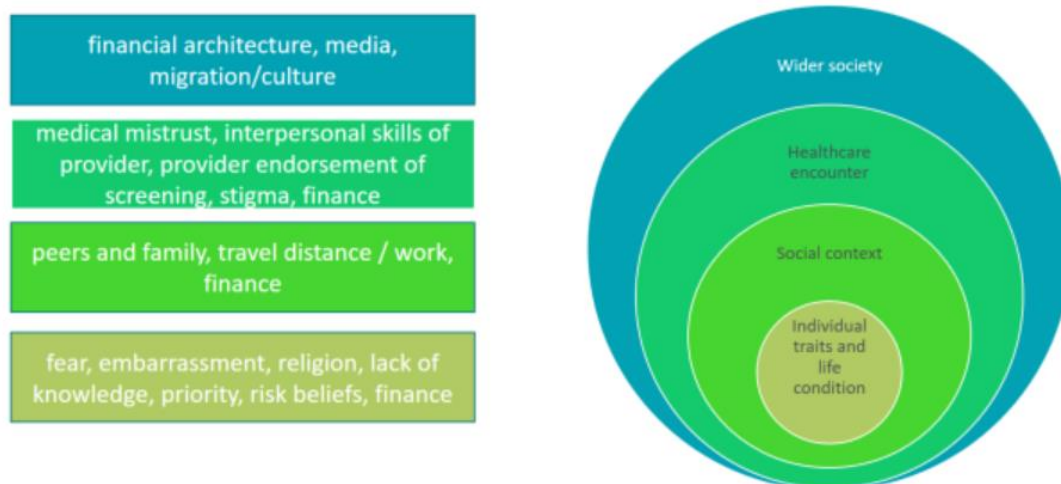 financial architecture, media,
migration/culture
medical mistrust, interpersonal skills of
provider, provider endorsement of
screening, stigma, finance
peers and family, travel distance / work,
finance
fear, embarrassment, religion, lack of
knowledge, priority, risk beliefs, finance
Wider society
Healthcare
encounter
Social context
Individual
traits and
life
condition